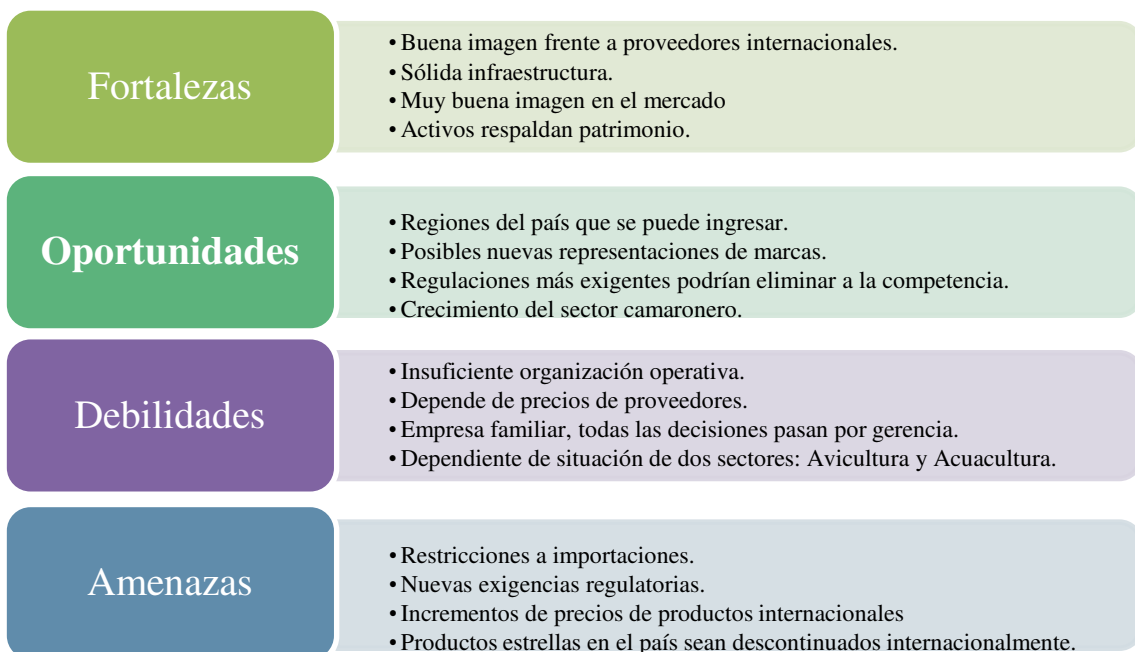 Fortalezas
• Buena imagen frente a proveedores internacionales.
• Sólida infraestructura.
• Muy buena imagen en el mercado
• Activos respaldan patrimonio.
Oportunidades
• Regiones del país que se puede ingresar.
• Posibles nuevas representaciones de marcas.
• Regulaciones más exigentes podrían eliminar a la competencia.
• Crecimiento del sector camaronero.
Debilidades
• Insuficiente organización operativa.
• Depende de precios de proveedores.
• Empresa familiar, todas las decisiones pasan por gerencia.
• Dependiente de situación de dos sectores: Avicultura y Acuacultura.
Amenazas
• Restricciones a importaciones.
• Nuevas exigencias regulatorias.
• Incrementos de precios de productos internacionales
• Productos estrellas en el país sean descontinuados internacionalmente.